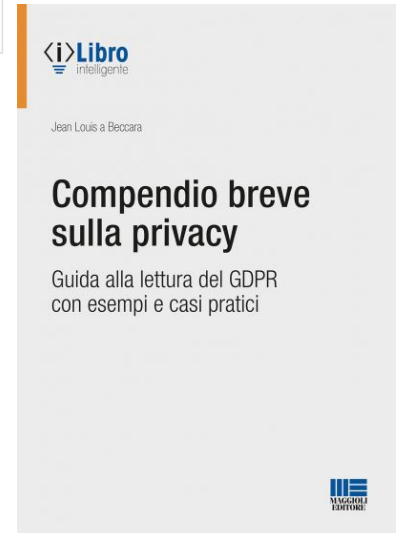 <i>Libro
intelligente
Jean Louis a Beccara
Compendio breve
sulla privacy
Guida alla lettura del GDPR
con esempi e casi pratici
MAGGIOLI
EDITORE